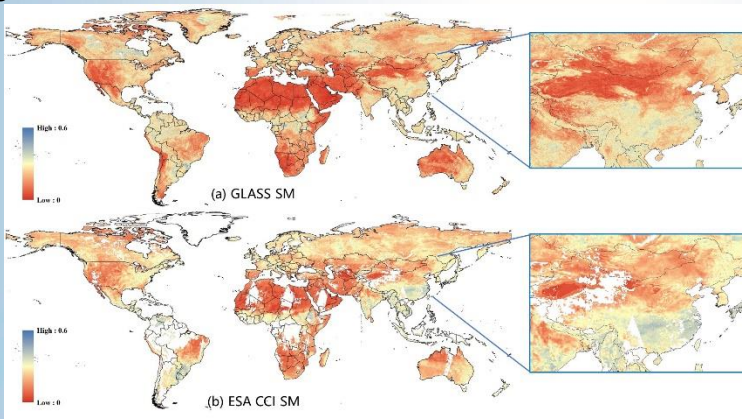 High : 0.6
Low : 0
(a) GLASS SM
High : 0.6
Low : 0
(b) ESA CCI SM